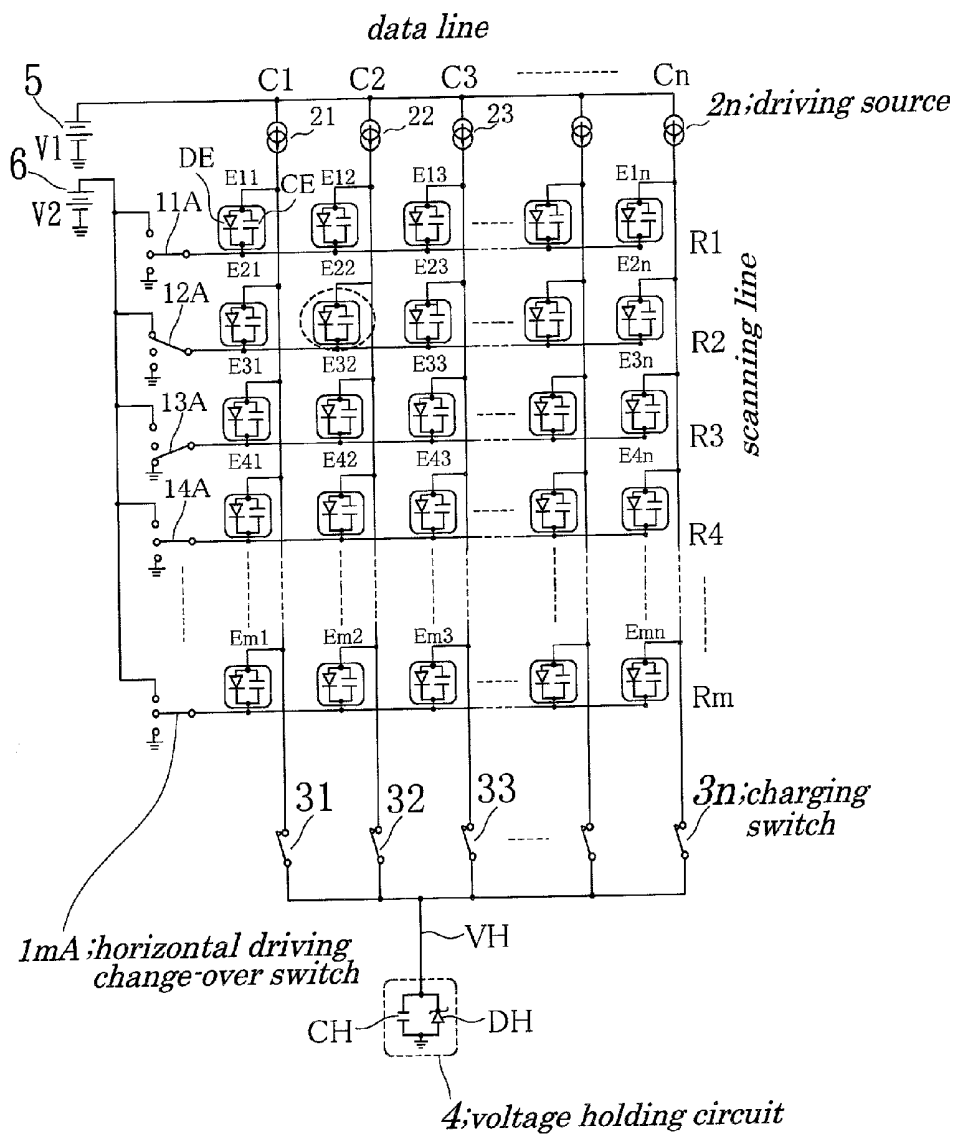 data line
C1 C2 C3 Cn
5
V1
21 22 23 2n;driving source
6
V2
DE
CE
11A
E11 E12 E13 E1n
R1
E21 E22 E23 E2n
12A
R2
E31 E32 E33 E3n
13A
R3
E41 E42 E43 E4n
14A
R4
scanning line
Em1 Em2 Em3 Emn
Rm
31 32 33 3n;charging
switch
1mA;horizontal driving
change-over switch
VH
CH DH
4;voltage holding circuit